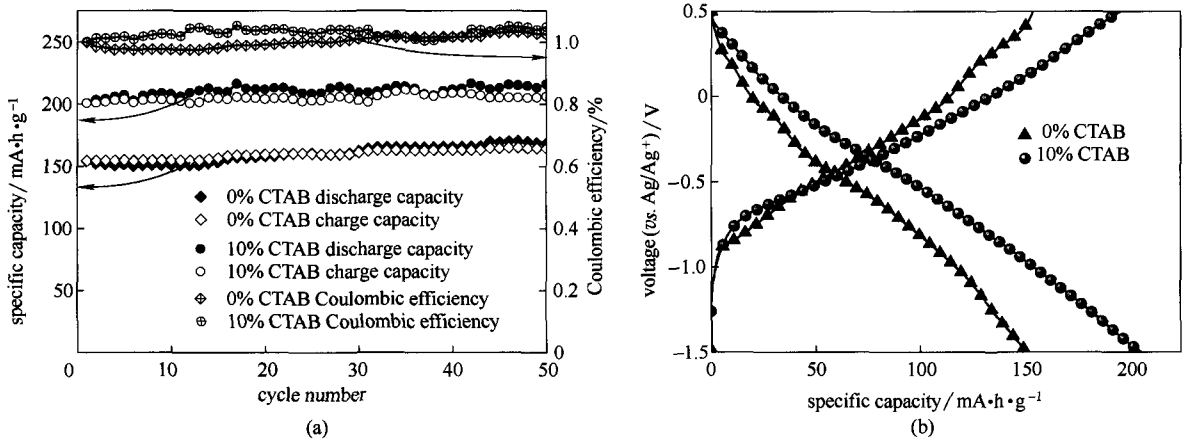 specific capacity / mA•h•g⁻¹
250
200
150
100
50
0
10
20
30
40
50
cycle number
1.0
0.8
0.6
0.4
0.2
0
Coulombic efficiency/%
0% CTAB discharge capacity
0% CTAB charge capacity
10% CTAB discharge capacity
10% CTAB charge capacity
0% CTAB Coulombic efficiency
10% CTAB Coulombic efficiency
(a)
voltage (vs. Ag/Ag⁺) / V
0.5
0
−0.5
−1.0
−1.5
0% CTAB
10% CTAB
0
50
100
150
200
specific capacity / mA•h•g⁻¹
(b)